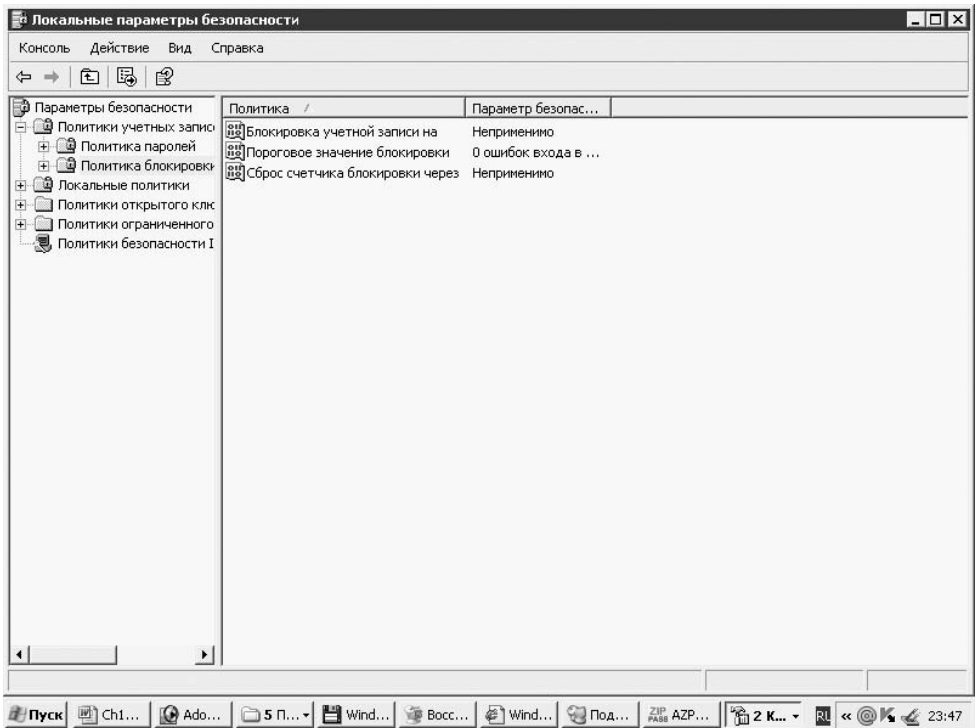 Локальные параметры безопасности
Консоль Действие Вид Справка
Параметры безопасности
Политики учетных записе
Политика паролей
Политика блокировки
Локальные политики
Политики открытого клю
Политики ограниченного
Политики безопасности I
Политика Параметр безопас...
Блокировка учетной записи на Неприменимо
Пороговое значение блокировки 0 ошибок входа в ...
Сброс счетчика блокировки через Неприменимо
Пуск Ch1... Ado... 5 П... Wind... Восс... Wind... Под... AZP... 2 К... RL « 23:47